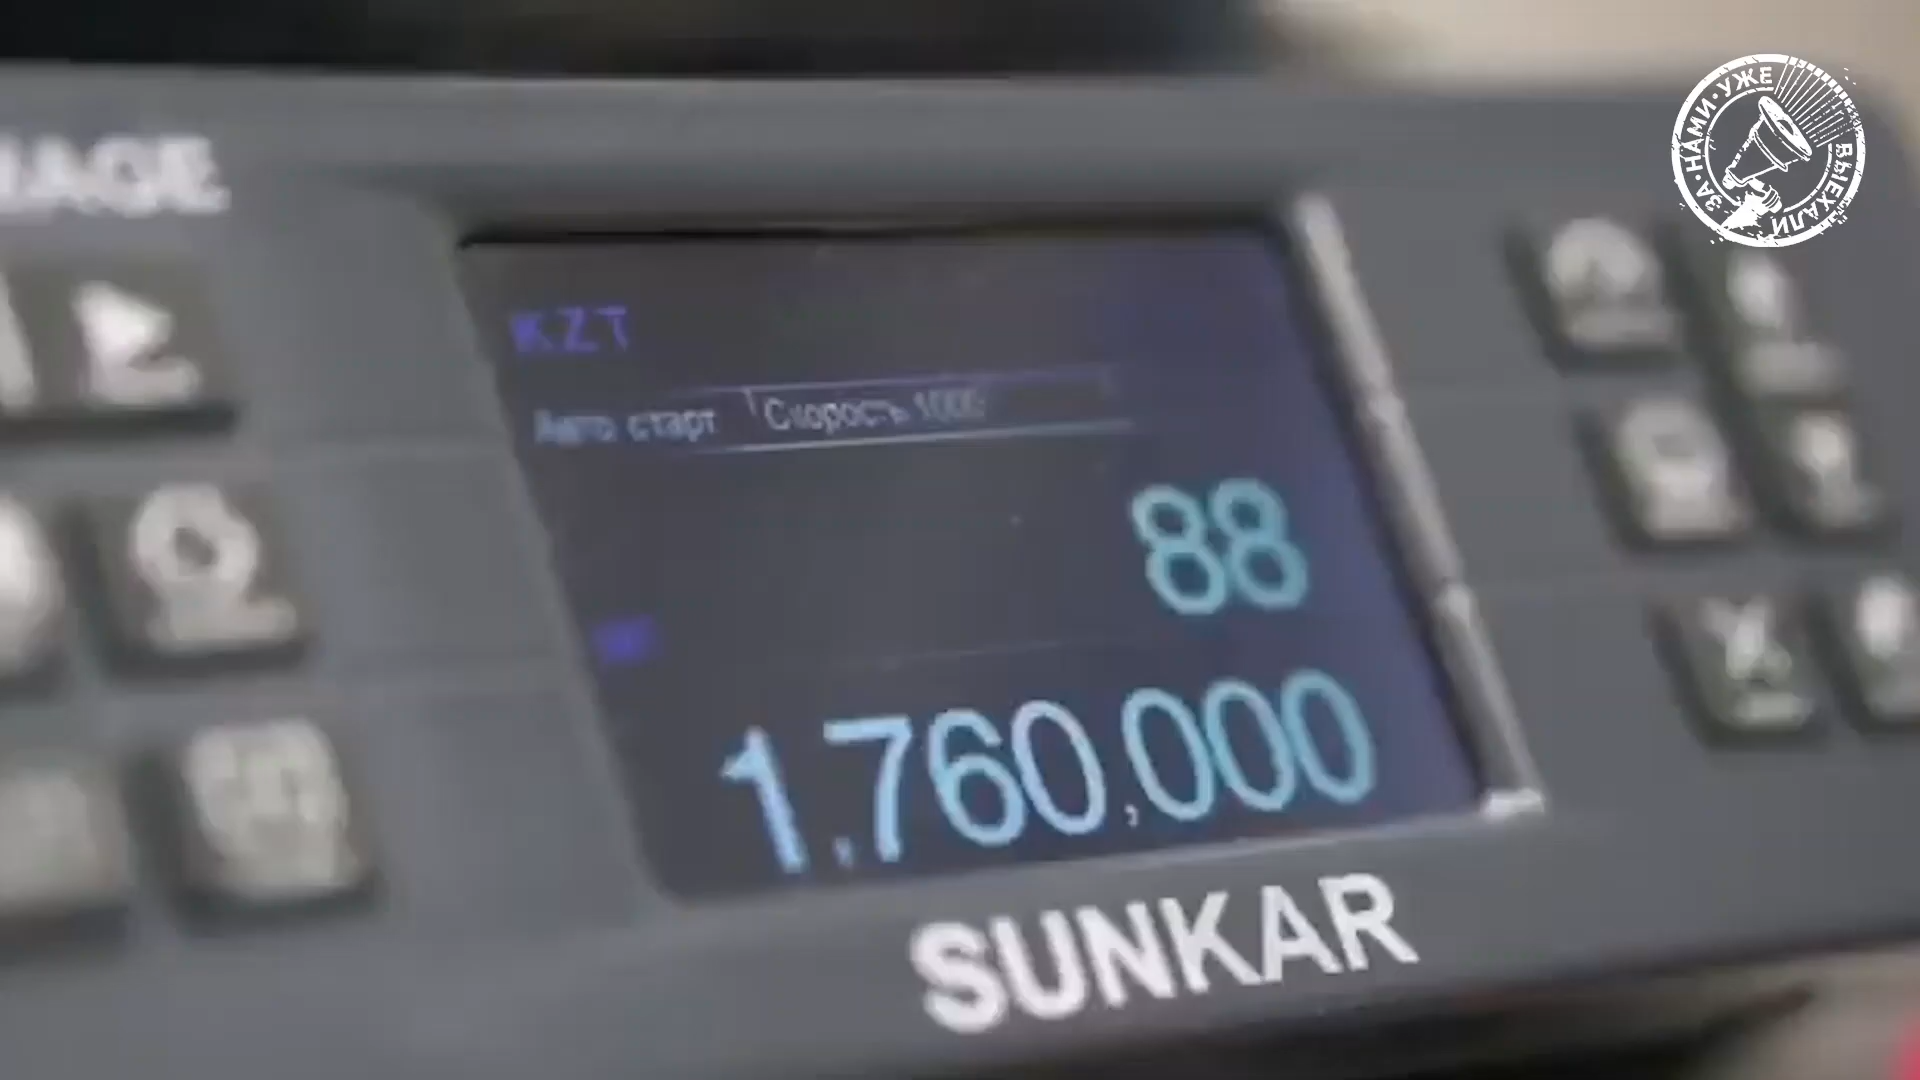 ЗА·НАМИ·УЖЕ ВЫЕХАЛИ
KZT
Авто старт Скорость 1000
88
1,760,000
SUNKAR